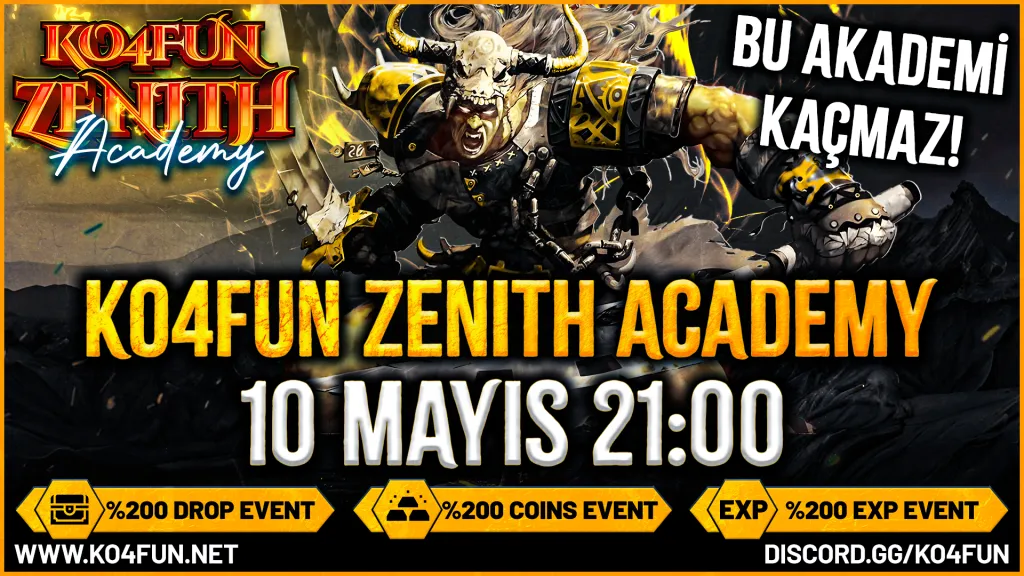 KO4FUN
ZENITH
Academy
BU AKADEMİ
KAÇMAZ!
26
KO4FUN ZENITH ACADEMY
10 MAYIS 21:00
%200 DROP EVENT
%200 COINS EVENT
EXP %200 EXP EVENT
WWW.KO4FUN.NET
DISCORD.GG/KO4FUN